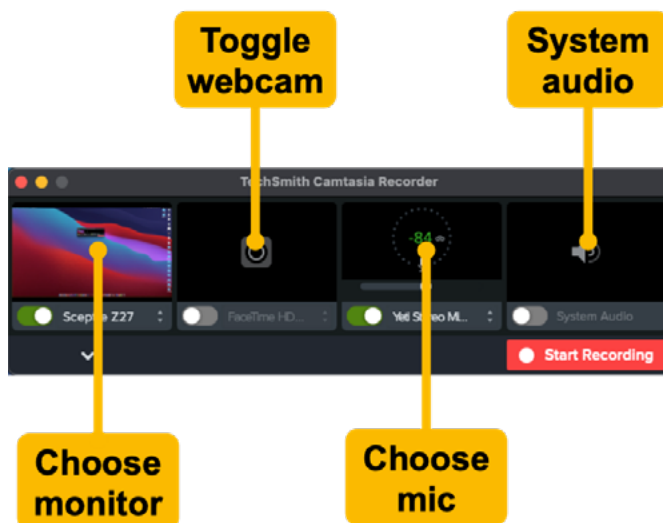 Toggle
webcam
System
audio
TechSmith Camtasia Recorder
-84
Sceptre Z27
FaceTime HD...
Yeti Stereo Mi...
System Audio
Start Recording
Choose
monitor
Choose
mic